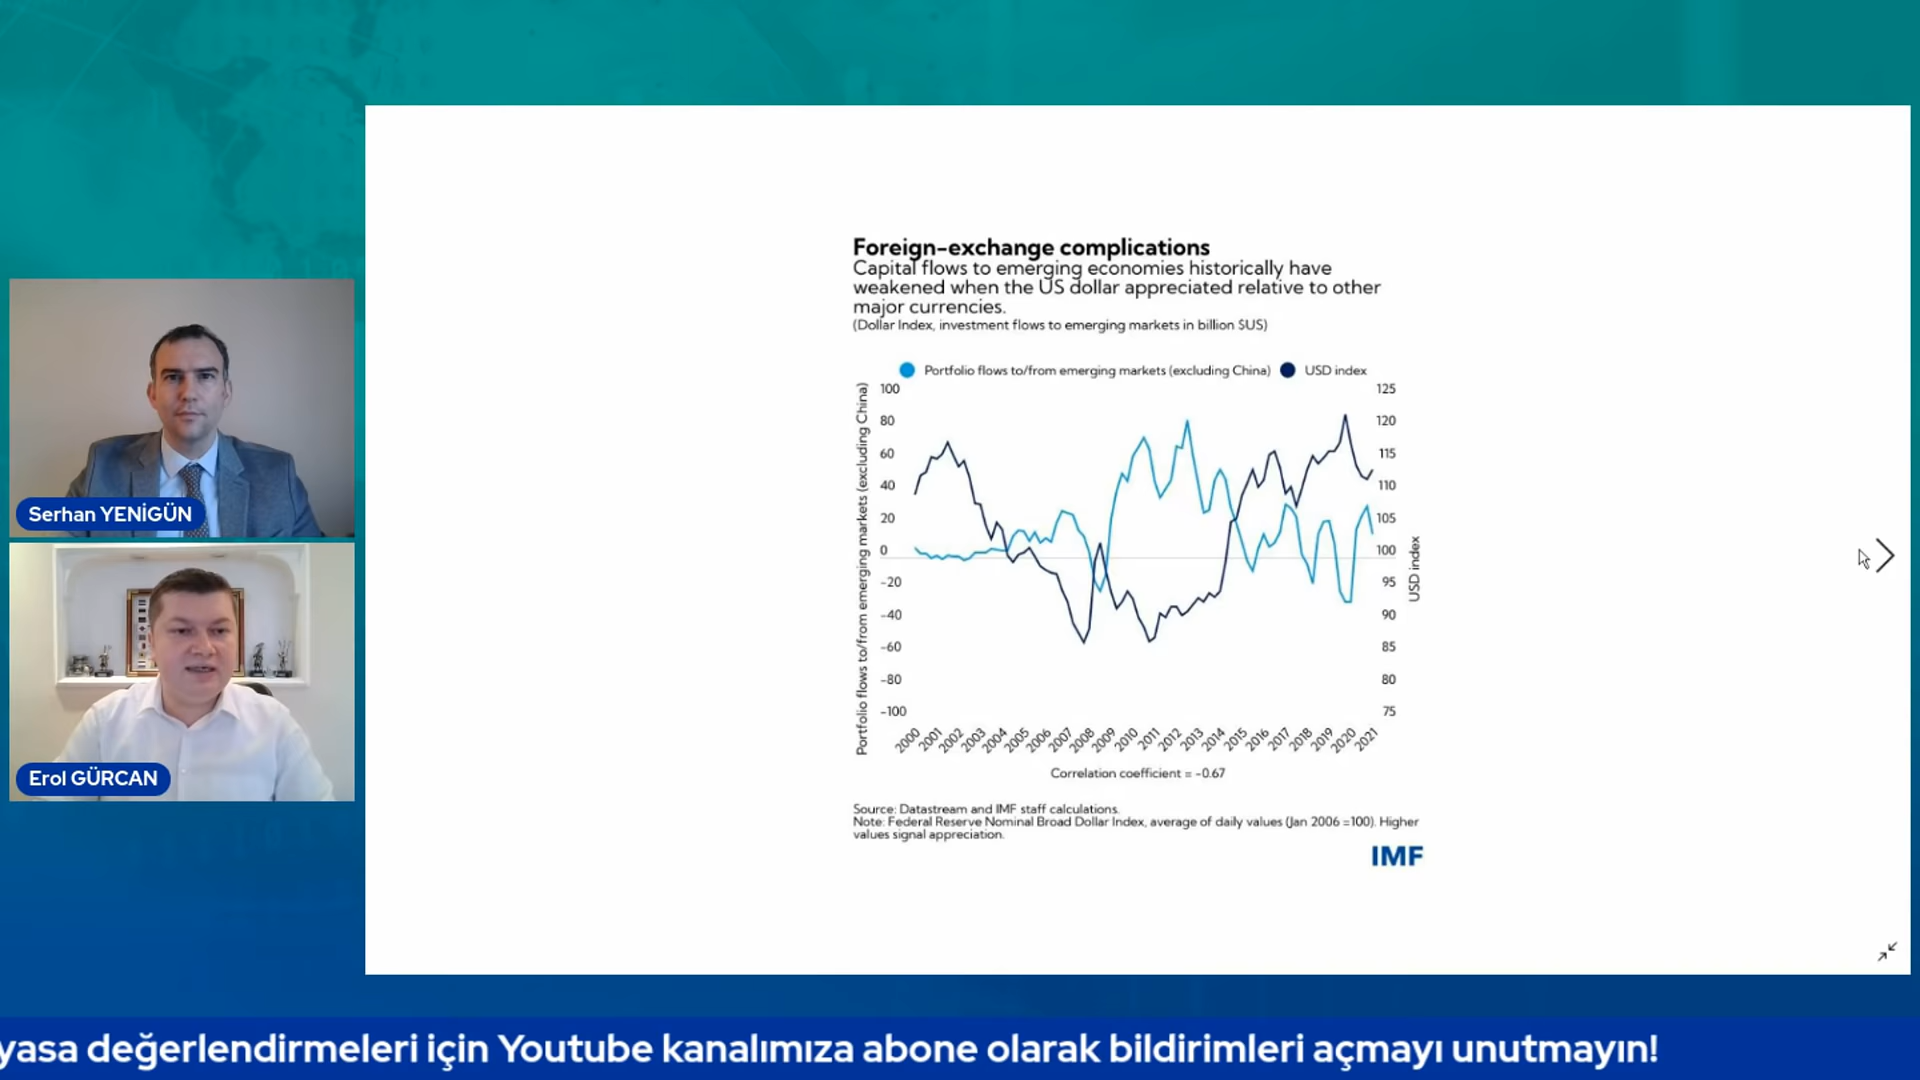 Foreign-exchange complications
Capital flows to emerging economies historically have
weakened when the US dollar appreciated relative to other
major currencies.
(Dollar Index, investment flows to emerging markets in billion $US)
Portfolio flows to/from emerging markets (excluding China) USD index
Portfolio flows to/from emerging markets (excluding China)
100
80
60
40
20
0
-20
-40
-60
-80
-100
125
120
115
110
105
100
95
90
85
80
75
USD index
2000 2001 2002 2003 2004 2005 2006 2007 2008 2009 2010 2011 2012 2013 2014 2015 2016 2017 2018 2019 2020 2021
Correlation coefficient = -0.67
Source: Datastream and IMF staff calculations.
Note: Federal Reserve Nominal Broad Dollar Index, average of daily values (Jan 2006 =100). Higher
values signal appreciation.
IMF
Serhan YENİGÜN
Erol GÜRCAN
yasa değerlendirmeleri için Youtube kanalımıza abone olarak bildirimleri açmayı unutmayın!